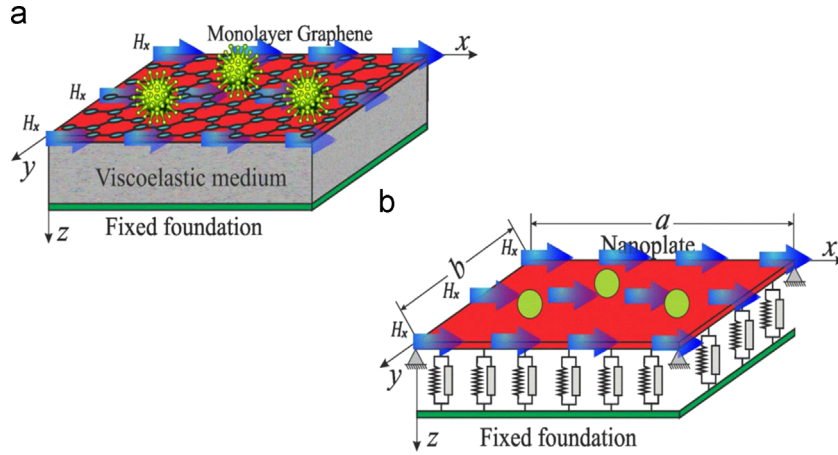 a
Monolayer Graphene
Hx
x
Hx
Hx
y
Viscoelastic medium
z
Fixed foundation
b
a
Nanoplate
Hx
x
b
Hx
Hx
y
z
Fixed foundation